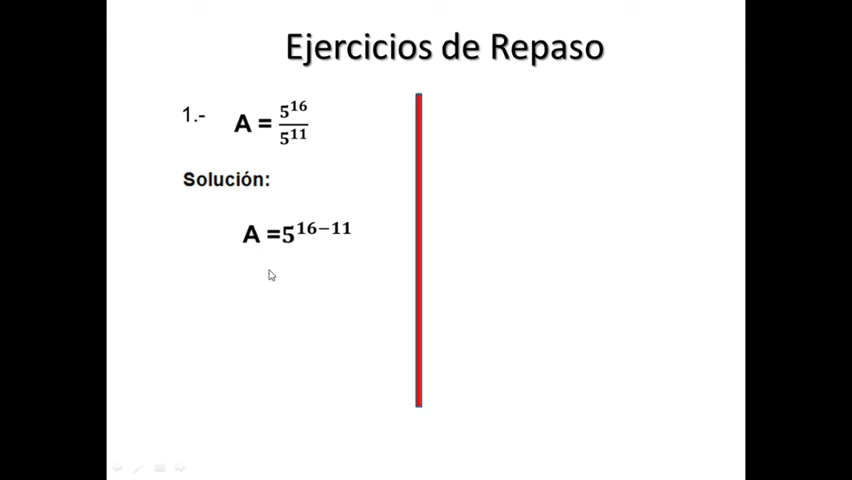 Ejercicios de Repaso
1.- A = 5^16 / 5^11
Solución:
A =5^16−11